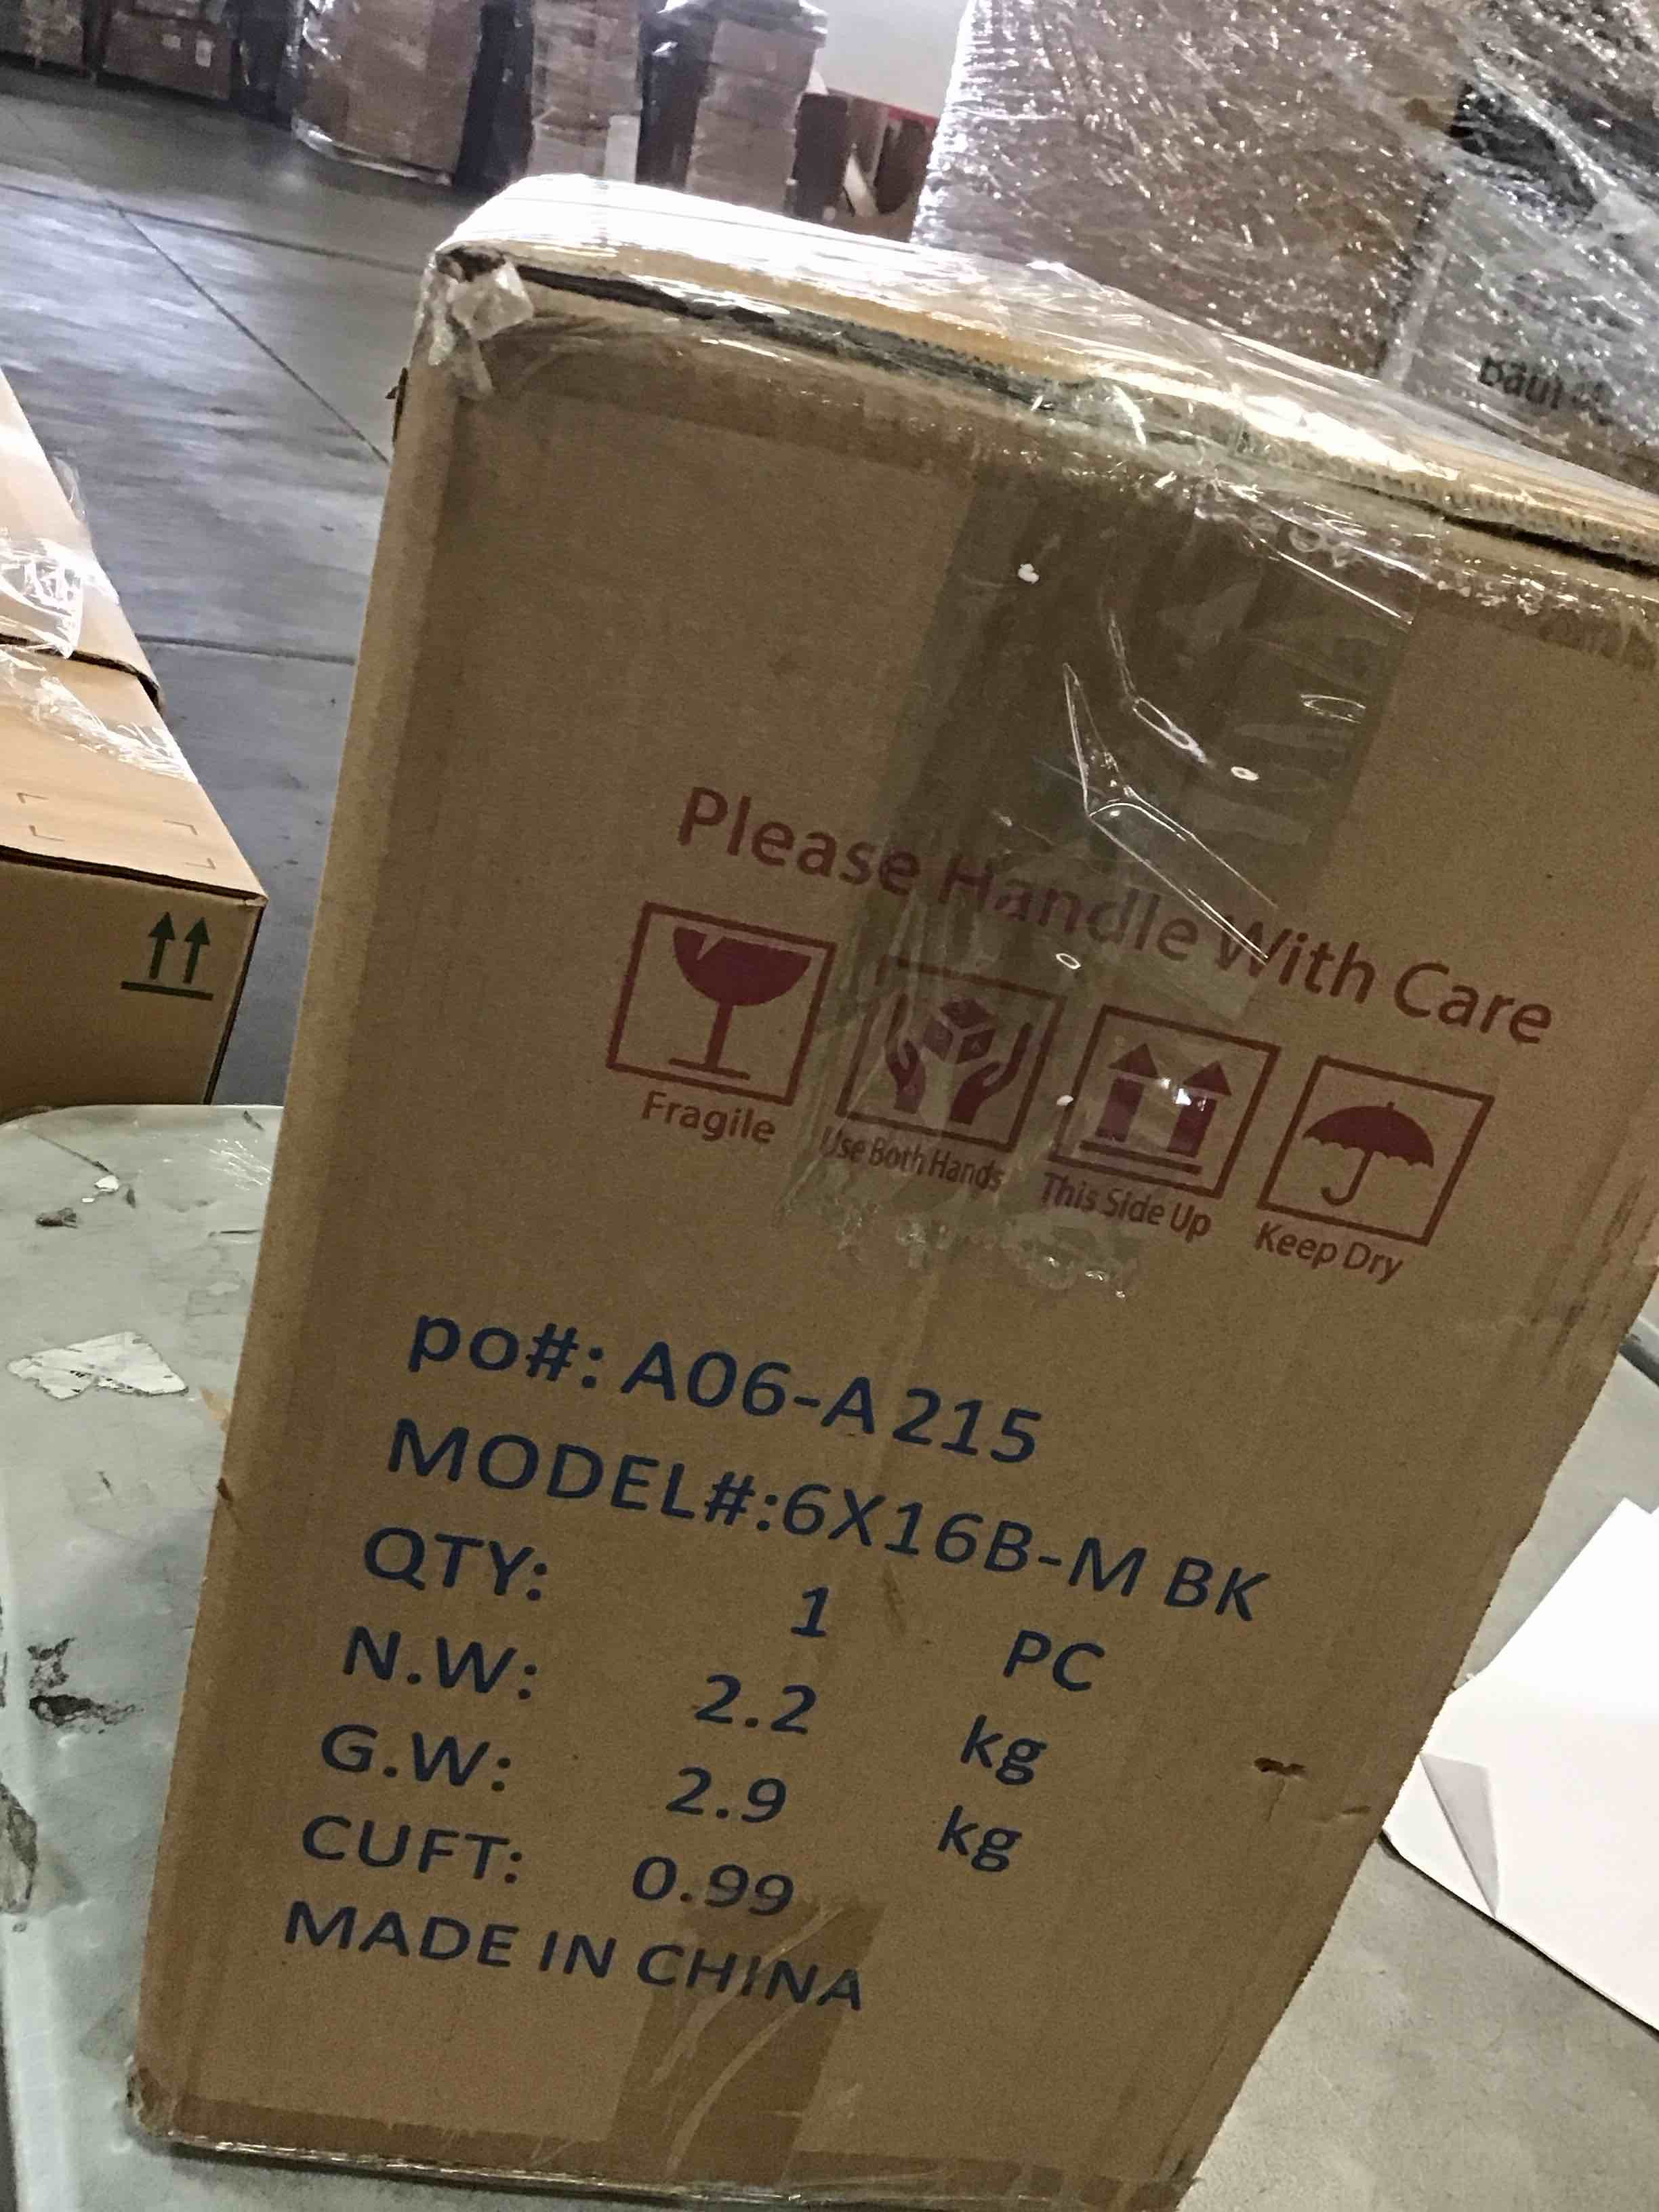 Please Handle With Care
Fragile
Use Both Hands
This Side Up
Keep Dry
po#: A06-A 215
MODEL#:6X16B-M BK
QTY: 1 PC
N.W: 2.2 kg
G.W: 2.9 kg
CUFT: 0.99
MADE IN CHINA